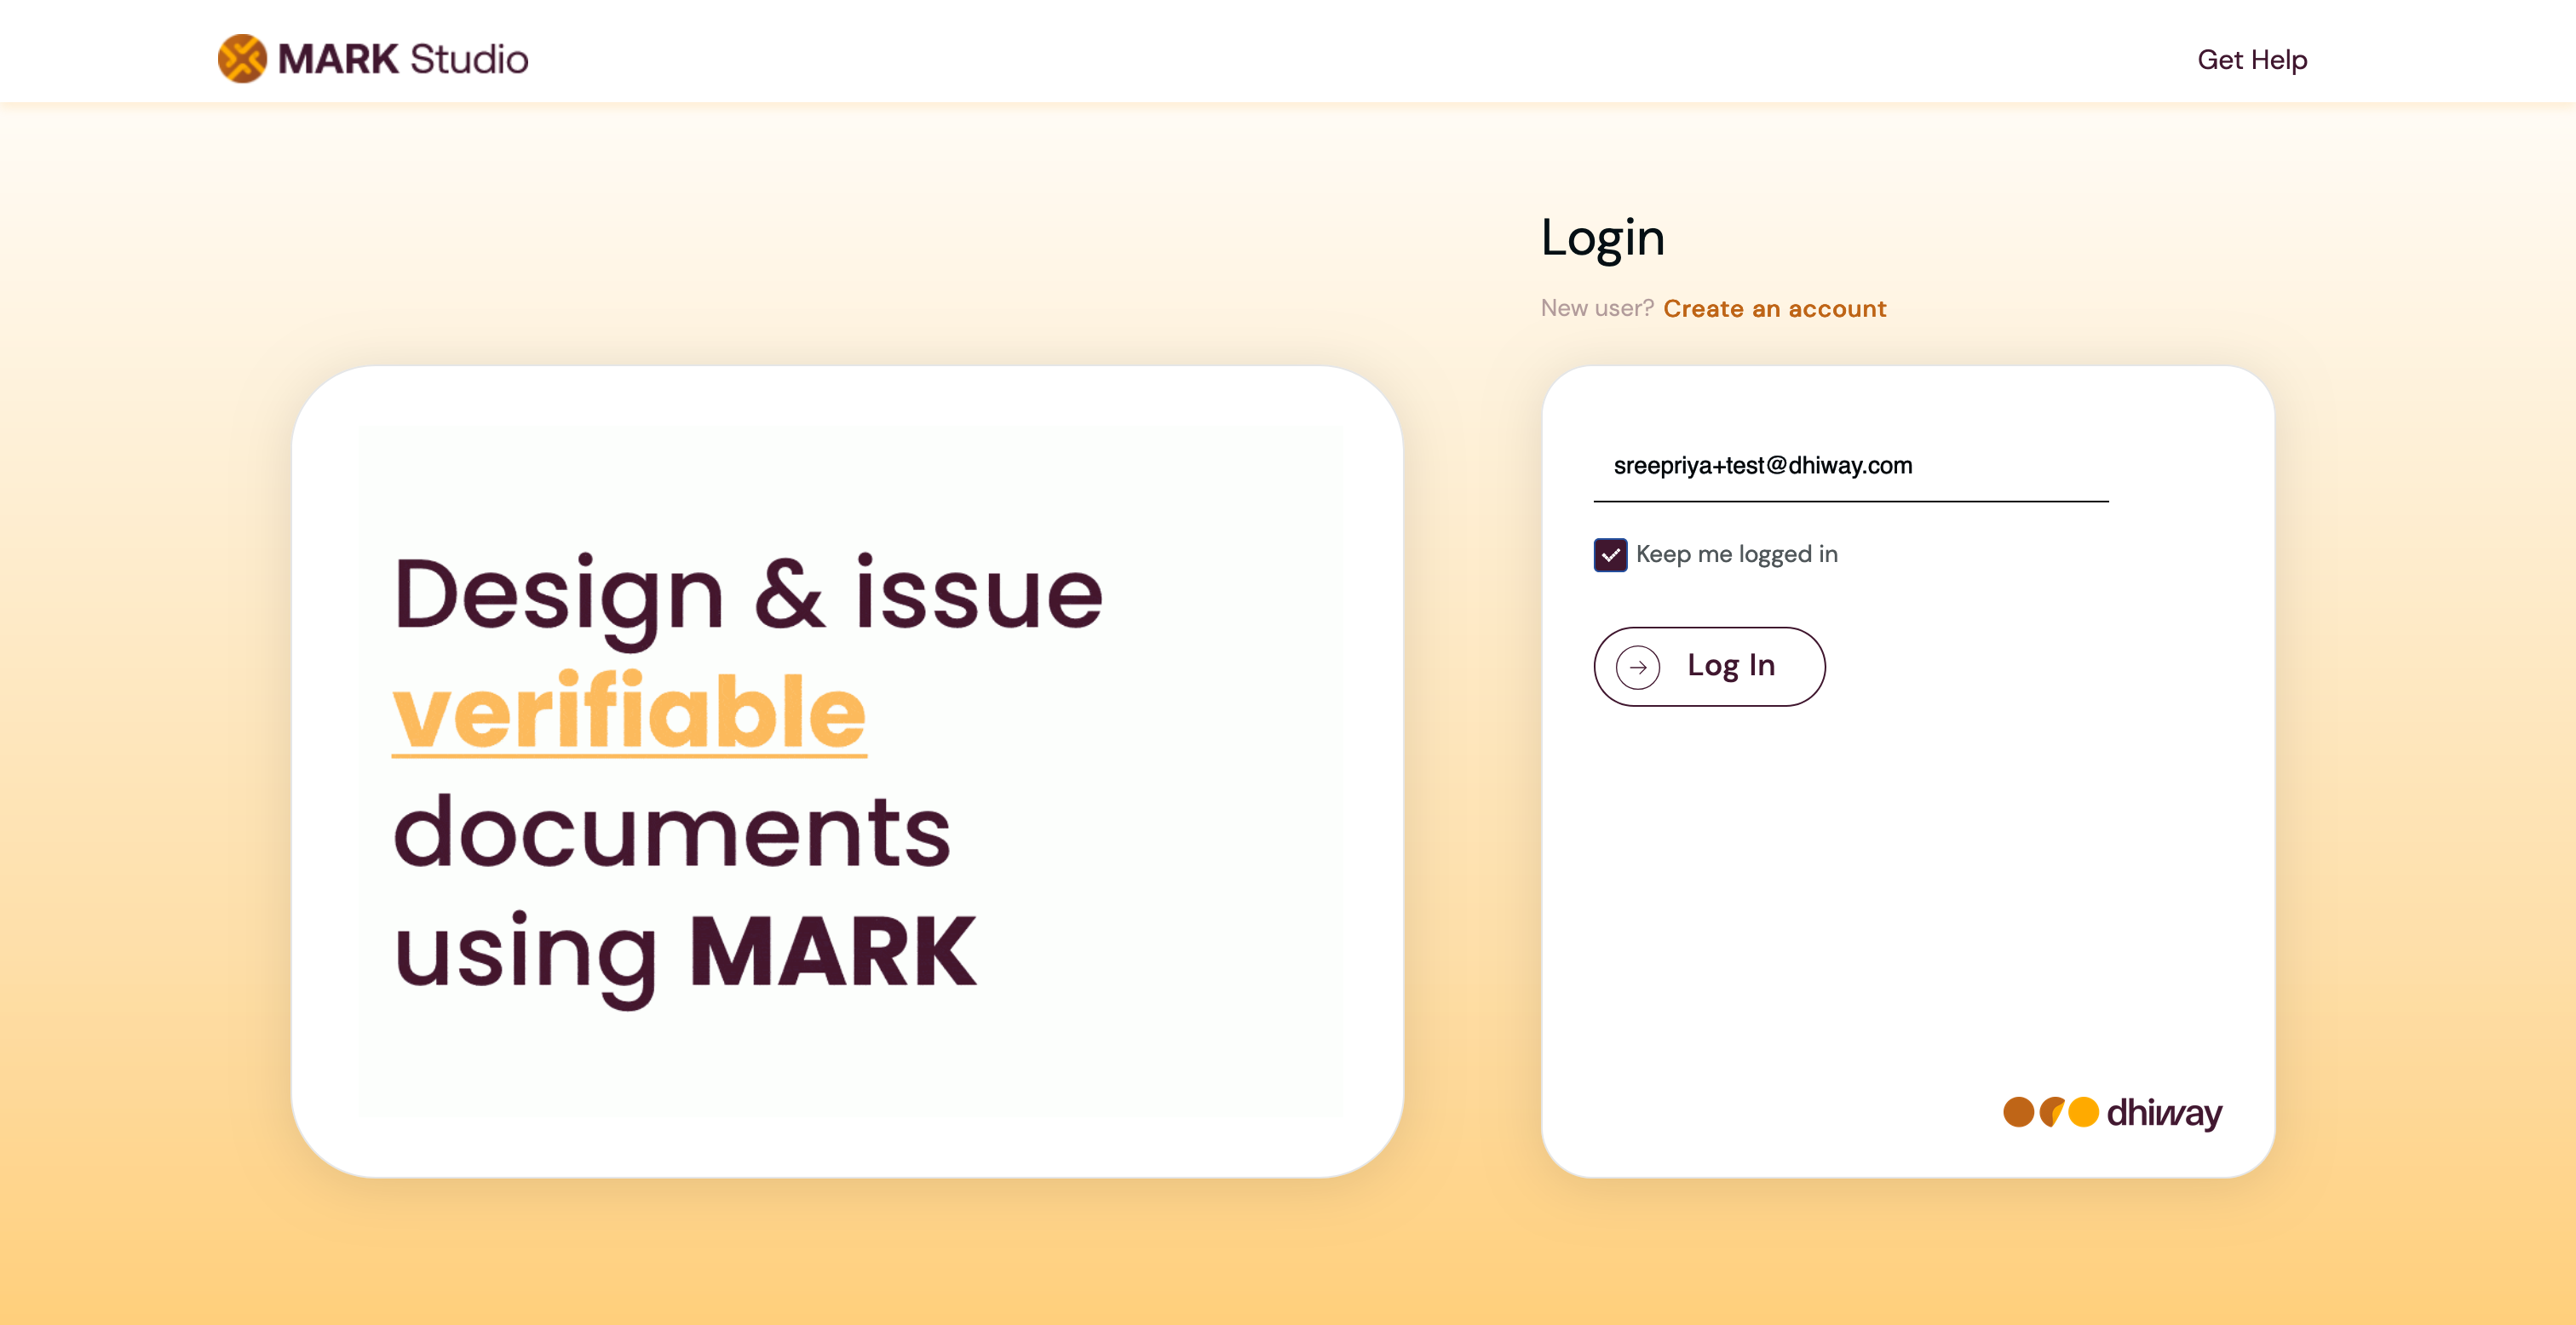 MARK Studio
Get Help
Login
New user? Create an account
Design & issue
verifiable
documents
using MARK
sreepriya+test@dhiway.com
Keep me logged in
Log In
dhiway